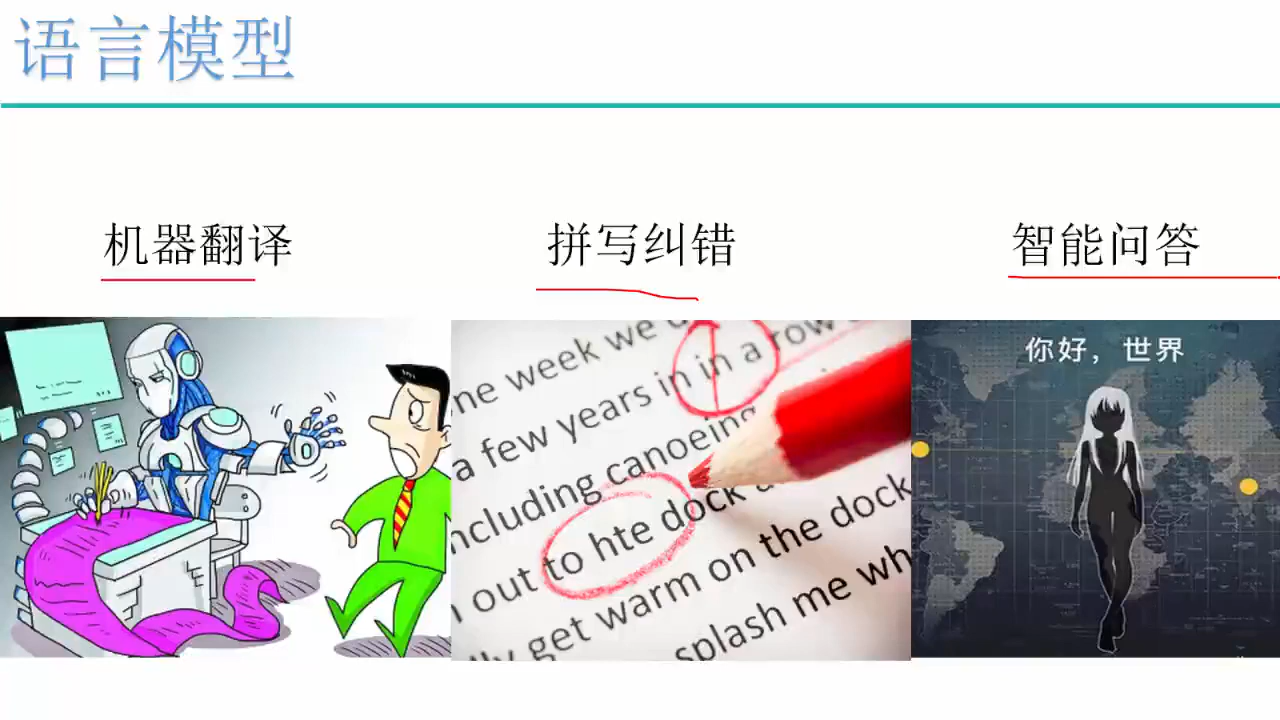 语言模型
机器翻译
拼写纠错
智能问答
ne week we
a few years in in a row
ncluding canoeing
out to hte dock
get warm on the dock
splash me wh
你好，世界